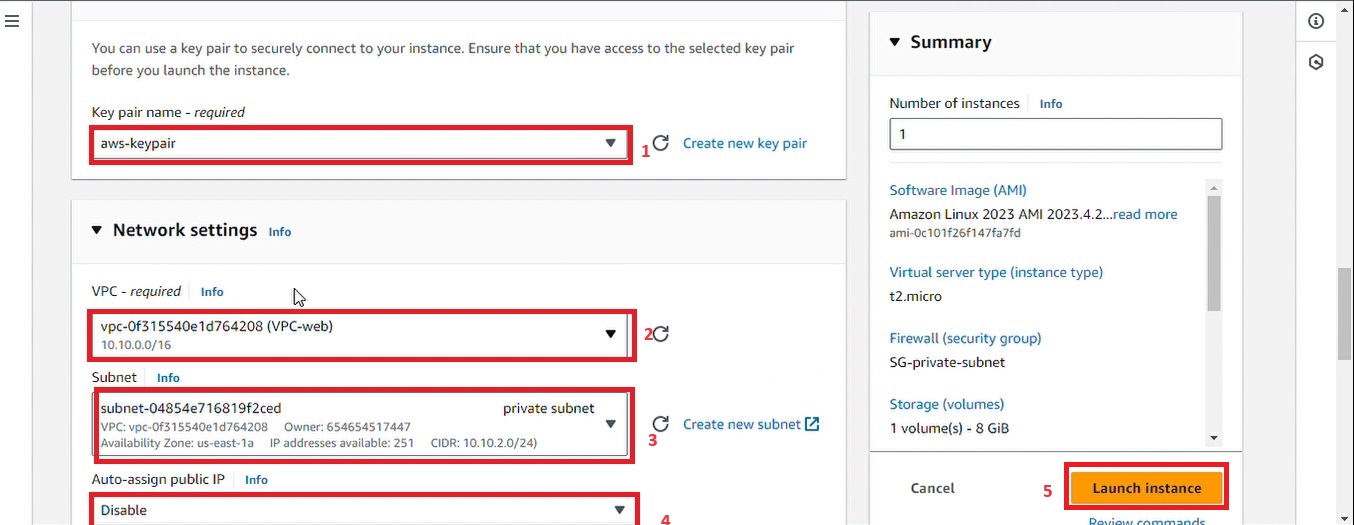 You can use a key pair to securely connect to your instance. Ensure that you have access to the selected key pair
before you launch the instance.
Key pair name - required
aws-keypair
1
Create new key pair
Network settings Info
VPC - required Info
vpc-0f315540e1d764208 (VPC-web)
10.10.0.0/16
2
Subnet Info
subnet-04854e716819f2ced private subnet
VPC: vpc-0f315540e1d764208 Owner: 654654517447
Availability Zone: us-east-1a IP addresses available: 251 CIDR: 10.10.2.0/24)
3
Create new subnet
Auto-assign public IP Info
Disable
4
Summary
Number of instances Info
1
Software Image (AMI)
Amazon Linux 2023 AMI 2023.4.2...read more
ami-0c101f26f147fa7fd
Virtual server type (instance type)
t2.micro
Firewall (security group)
SG-private-subnet
Storage (volumes)
1 volume(s) - 8 GiB
Cancel
5
Launch instance
Review commands